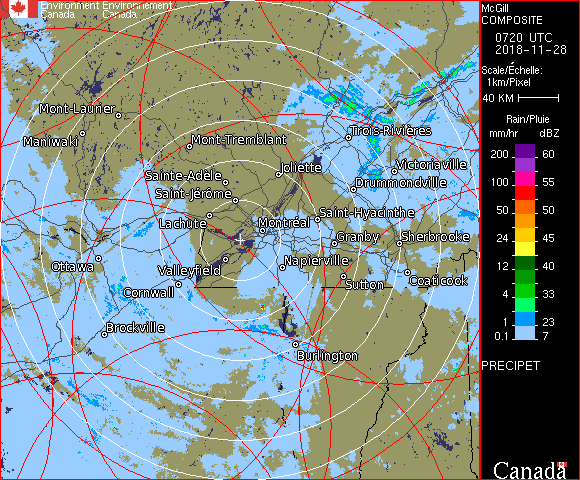 Environment Environnement
Canada Canada
McGill
COMPOSITE
0720 UTC
2018-11-28
Scale/Échelle:
1km/Pixel
40 KM
Rain/Pluie
mm/hr dBZ
200 60
100 55
50 50
24 45
12 40
4 33
1 23
0.1 7
PRECIPET
Canada
Mont-Laurier
Maniwaki
Mont-Tremblant
Trois-Rivières
Joliette
Victoriaville
Sainte-Adèle
Drummondville
Saint-Jérôme
Lachute
Saint-Hyacinthe
Montréal
Granby
Sherbrooke
Ottawa
Valleyfield
Napierville
Sutton
Coaticook
Cornwall
Brockville
Burlington